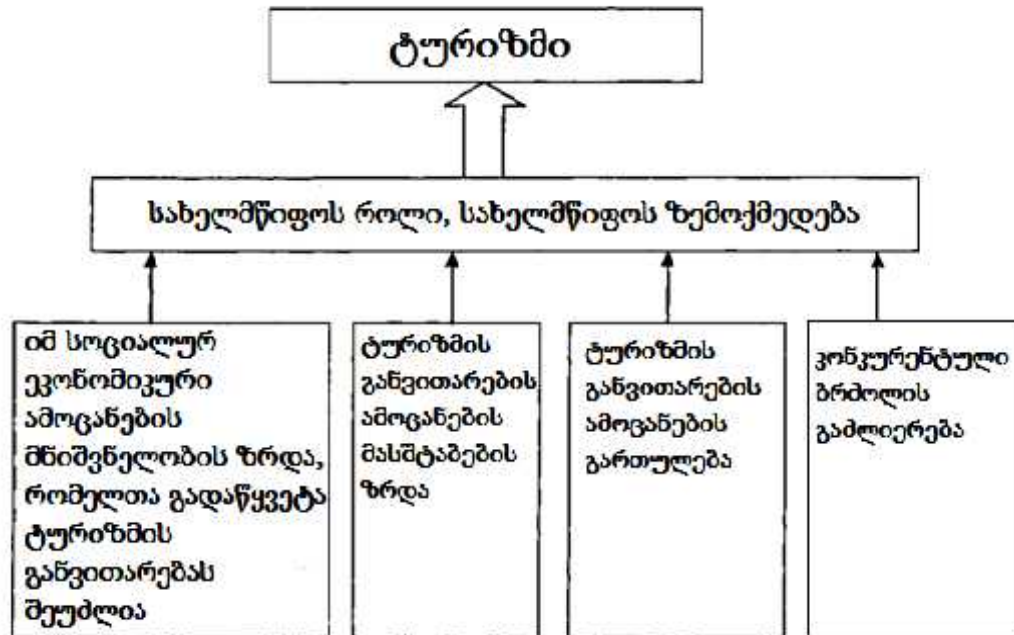 ტურიზმი
სახელმწიფოს როლი, სახელმწიფოს ზემოქმედება
იმ სოციალურ
ეკონომიკური
ამოცანების
მნიშვნელობის ზრდა,
რომელთა გადაწყვეტა
ტურიზმის
განვითარებას
შეუძლია
ტურიზმის
განვითარების
ამოცანების
მასშტაბების
ზრდა
ტურიზმის
განვითარების
ამოცანების
გართულება
კონკურენტული
ბრძოლის
გაძლიერება